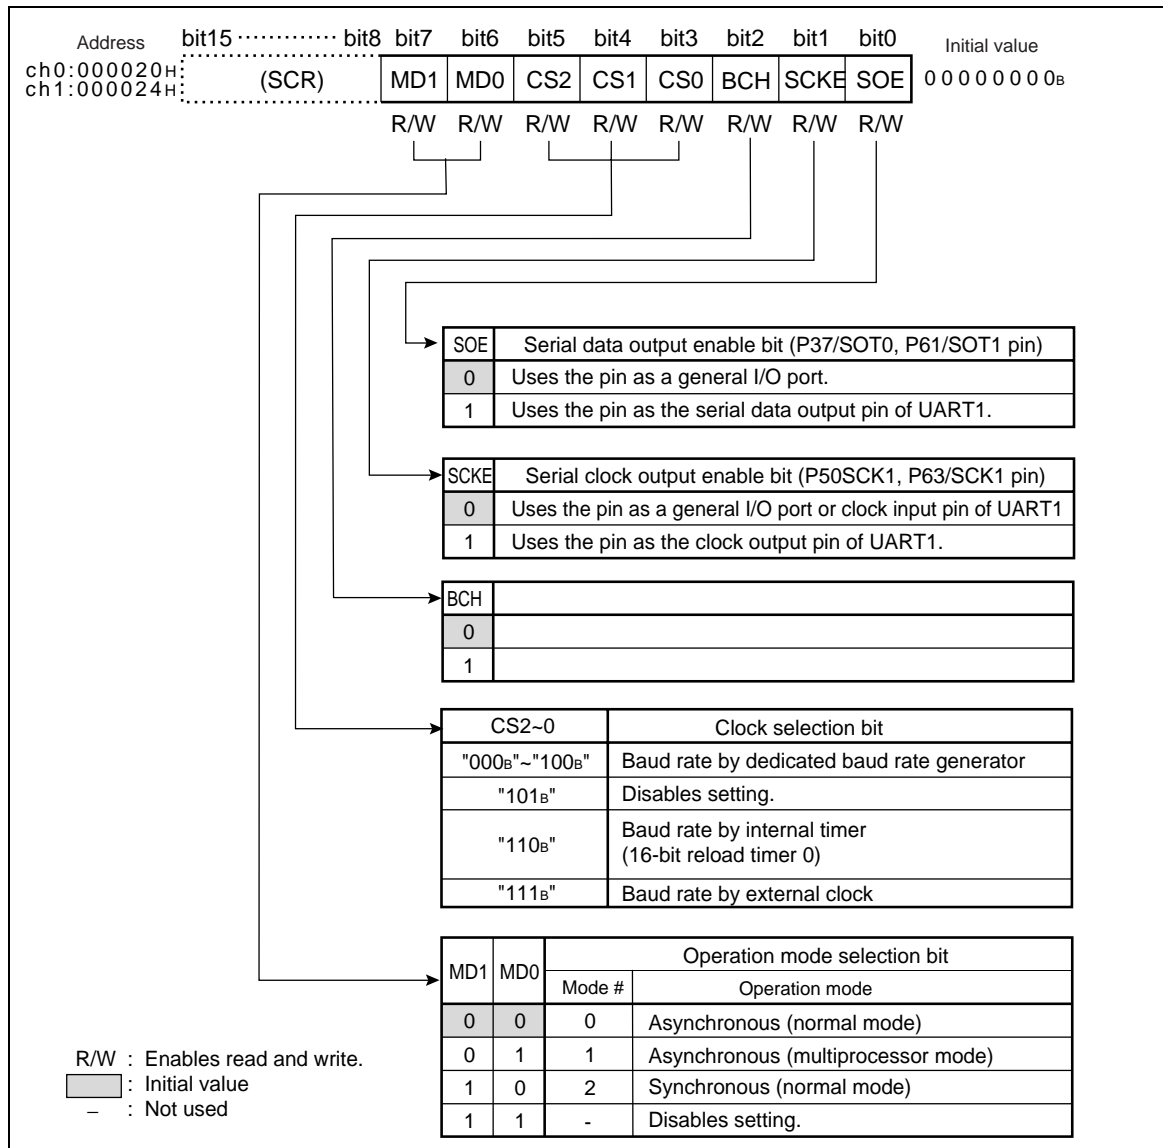 Address bit15 ············ bit8 bit7 bit6 bit5 bit4 bit3 bit2 bit1 bit0 Initial value
ch0:000020H (SCR) MD1 MD0 CS2 CS1 CS0 BCH SCKE SOE 00000000B
ch1:000024H
R/W R/W R/W R/W R/W R/W R/W R/W
SOE Serial data output enable bit (P37/SOT0, P61/SOT1 pin)
0 Uses the pin as a general I/O port.
1 Uses the pin as the serial data output pin of UART1.
SCKE Serial clock output enable bit (P50SCK1, P63/SCK1 pin)
0 Uses the pin as a general I/O port or clock input pin of UART1
1 Uses the pin as the clock output pin of UART1.
BCH
0
1
CS2~0 Clock selection bit
"000B"~"100B" Baud rate by dedicated baud rate generator
"101B" Disables setting.
"110B" Baud rate by internal timer
(16-bit reload timer 0)
"111B" Baud rate by external clock
MD1 MD0 Operation mode selection bit
Mode # Operation mode
0 0 0 Asynchronous (normal mode)
0 1 1 Asynchronous (multiprocessor mode)
1 0 2 Synchronous (normal mode)
1 1 - Disables setting.
R/W : Enables read and write.
: Initial value
– : Not used